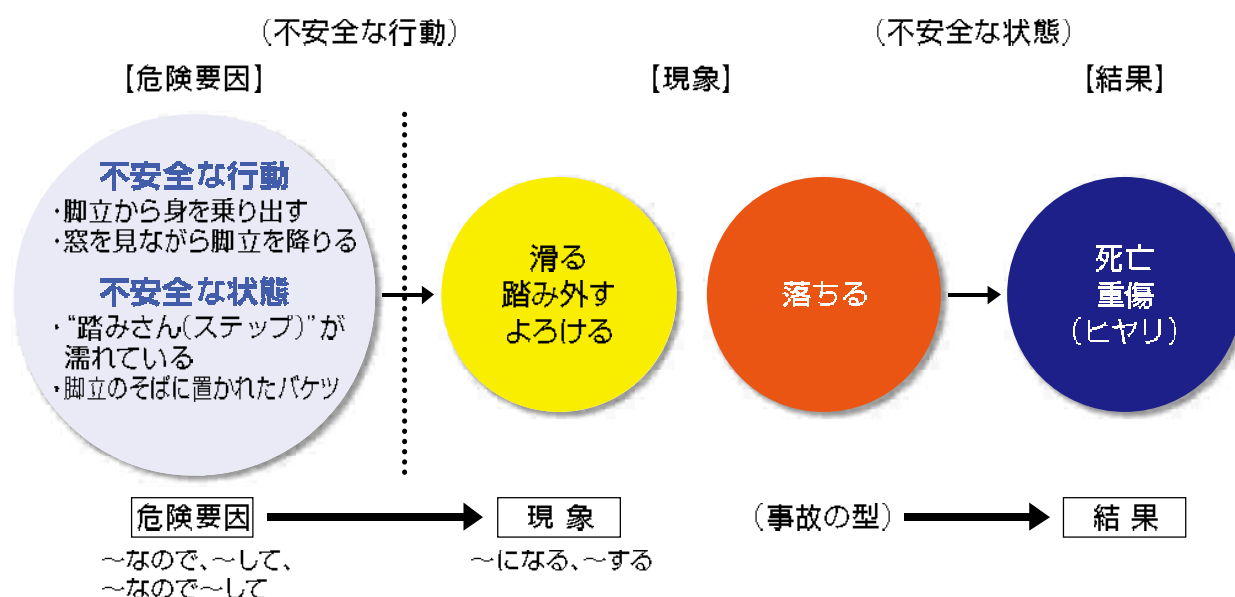 (不安全な行動)
(不安全な状態)
【危険要因】
【現象】
【結果】
不安全な行動
・脚立から身を乗り出す
・窓を見ながら脚立を降りる
不安全な状態
・“踏みさん(ステップ)”が
濡れている
・脚立のそばに置かれたバケツ
滑る
踏み外す
よろける
落ちる
死亡
重傷
(ヒヤリ)
危険要因
現 象
(事故の型)
結 果
〜なので、〜して、
〜なので〜して
〜になる、〜する